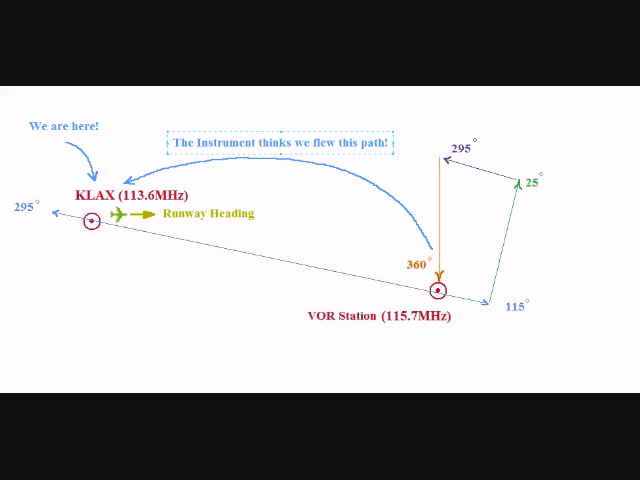 We are here!
The Instrument thinks we flew this path!
295°
25°
KLAX (113.6MHz)
295°
Runway Heading
360°
VOR Station (115.7MHz)
115°